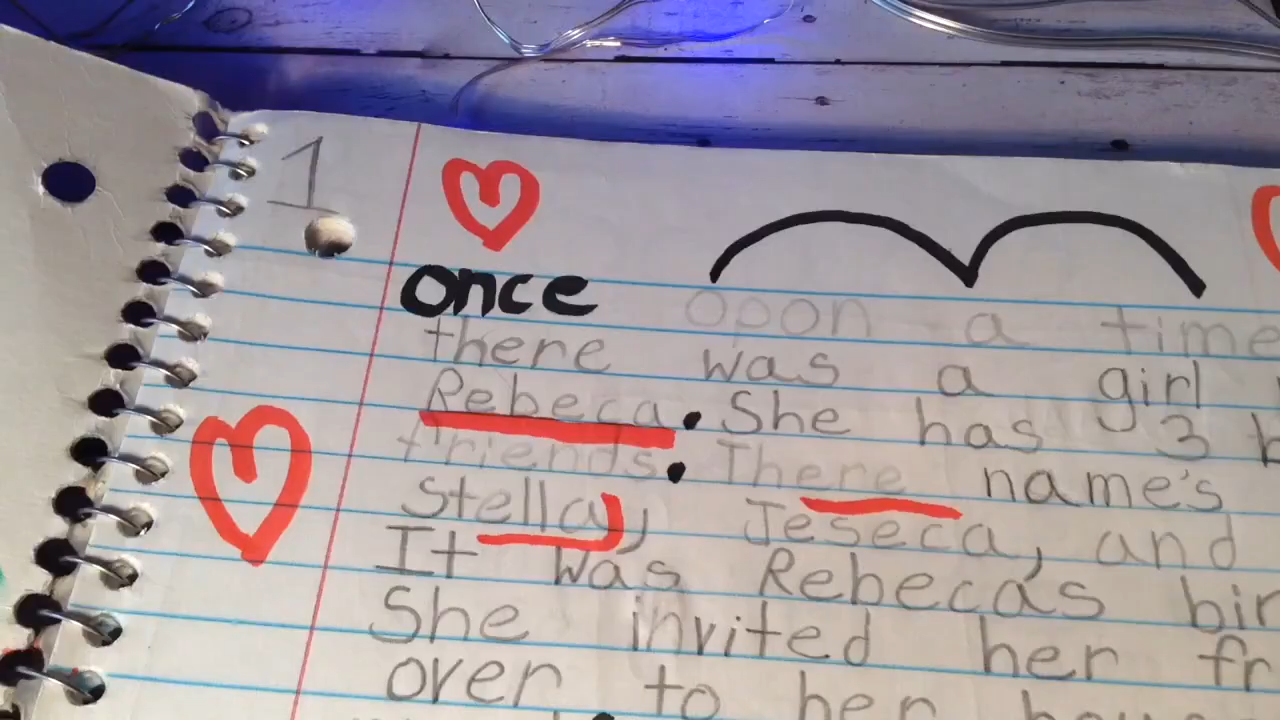 1
once opon a time
there was a girl
Rebeca. She has 3
friends. There name's
Stella, Jeseca, and
It was Rebeca's
She invited her
over to her